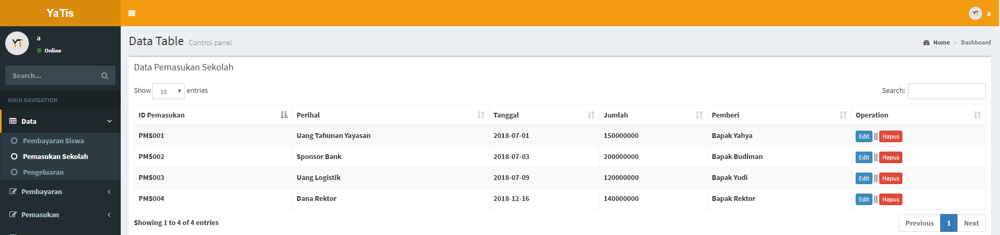 YaTis
a
YT
a
Online
Search...
MAIN NAVIGATION
Data
Pembayaran Siswa
Pemasukan Sekolah
Pengeluaran
Pembayaran
Pemasukan
Data Table Control panel
Home > Dashboard
Data Pemasukan Sekolah
Show 10 entries
Search:
ID Pemasukan Perihal Tanggal Jumlah Pemberi Operation
PMS001 Uang Tahunan Yayasan 2018-07-01 150000000 Bapak Yahya Edit || Hapus
PMS002 Sponsor Bank 2018-07-03 200000000 Bapak Budiman Edit || Hapus
PMS003 Uang Logistik 2018-07-09 120000000 Bapak Yudi Edit || Hapus
PMS004 Dana Rektor 2018-12-16 140000000 Bapak Rektor Edit || Hapus
Showing 1 to 4 of 4 entries
Previous 1 Next